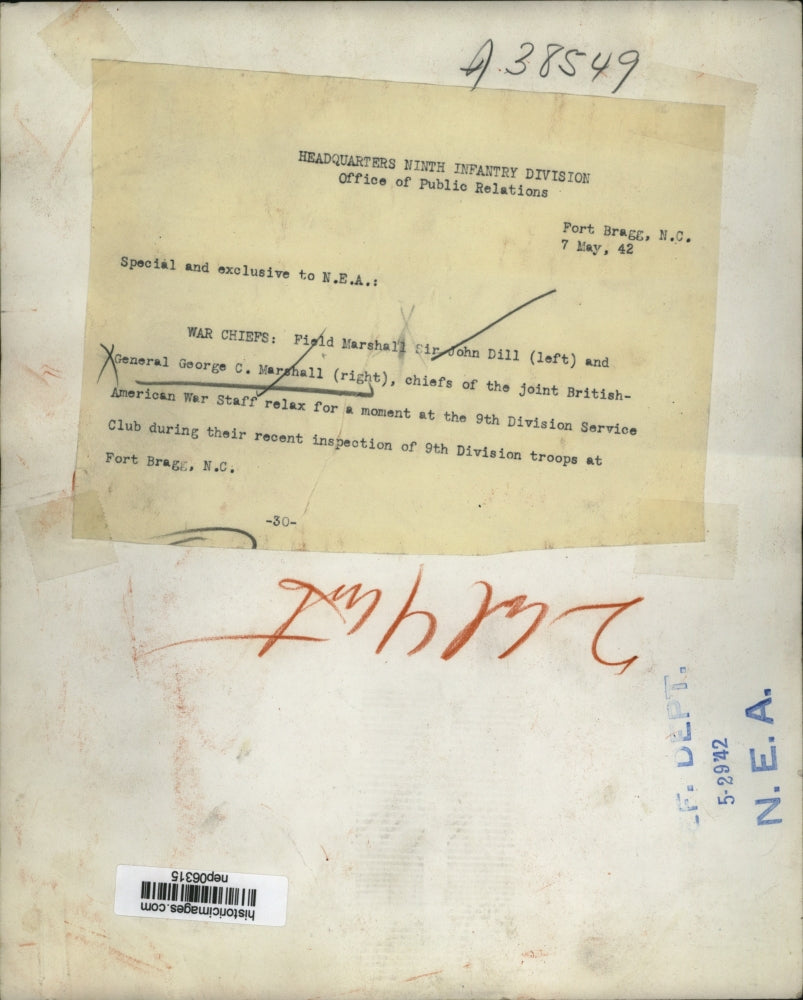 A 38549
HEADQUARTERS NINTH INFANTRY DIVISION
Office of Public Relations
Fort Bragg, N.C.
7 May, 42
Special and exclusive to N.E.A.:
WAR CHIEFS: Field Marshall Sir John Dill (left) and
General George C. Marshall (right), chiefs of the joint British-
American War Staff relax for a moment at the 9th Division Service
Club during their recent inspection of 9th Division troops at
Fort Bragg, N.C.
-30-
DEPT.
5-29'42
N.E.A.
historicimages.com
nep06315